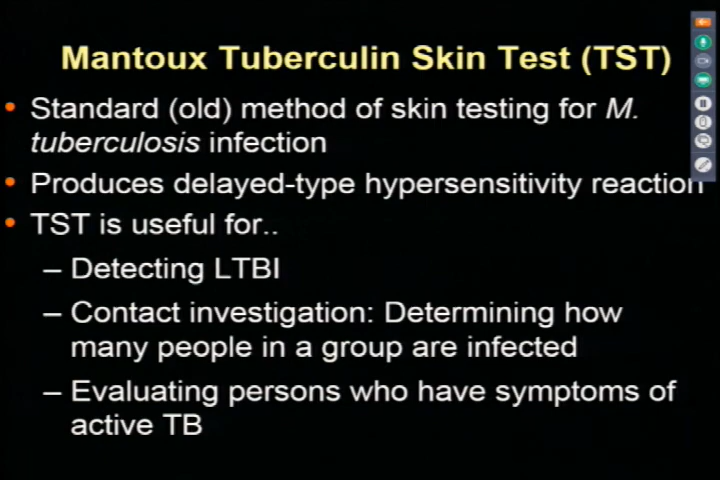 Mantoux Tuberculin Skin Test (TST)
• Standard (old) method of skin testing for M.
tuberculosis infection
• Produces delayed-type hypersensitivity reaction
• TST is useful for..
– Detecting LTBI
– Contact investigation: Determining how
many people in a group are infected
– Evaluating persons who have symptoms of
active TB